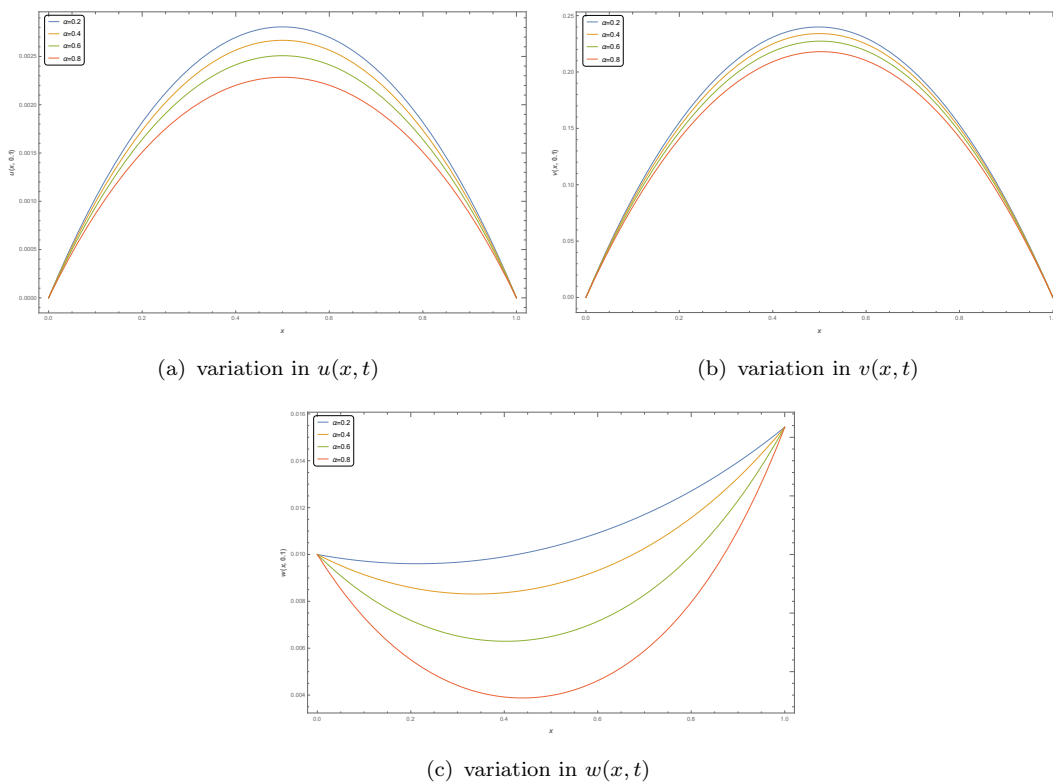 α=0.2
α=0.4
α=0.6
α=0.8
0.0025
0.0020
0.0015
0.0010
0.0005
0.0000
u(x, 0.1)
0.0 0.2 0.4 0.6 0.8 1.0
x
(a) variation in u(x, t)
α=0.2
α=0.4
α=0.6
α=0.8
0.25
0.20
0.15
0.10
0.05
0.00
v(x, 0.1)
0.0 0.2 0.4 0.6 0.8 1.0
x
(b) variation in v(x, t)
α=0.2
α=0.4
α=0.6
α=0.8
0.016
0.014
0.012
0.010
0.008
0.006
0.004
w(x, 0.1)
0.0 0.2 0.4 0.6 0.8 1.0
x
(c) variation in w(x, t)